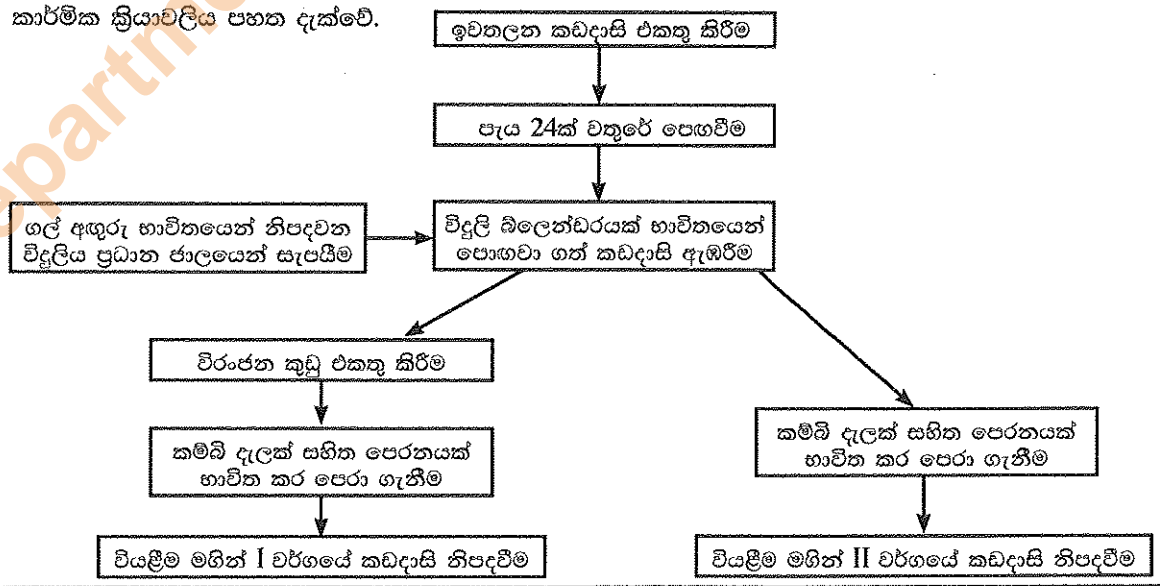 කාර්මික ක්‍රියාවලිය පහත දැක්වේ.
ඉවතලන කඩදාසි එකතු කිරීම
පැය 24ක් වතුරේ පෙඟවීම
ගල් අඟුරු භාවිතයෙන් නිපදවන
විදුලිය ප්‍රධාන ජාලයෙන් සැපයීම
විදුලි බ්ලෙන්ඩරයක් භාවිතයෙන්
පොඟවා ගත් කඩදාසි ඇඹරීම
විරංජන කුඩු එකතු කිරීම
කම්බි දැලක් සහිත පෙරනයක්
භාවිත කර පෙරා ගැනීම
කම්බි දැලක් සහිත පෙරනයක්
භාවිත කර පෙරා ගැනීම
වියළීම මගින් I වර්ගයේ කඩදාසි නිපදවීම
වියළීම මගින් II වර්ගයේ කඩදාසි නිපදවීම
epartm